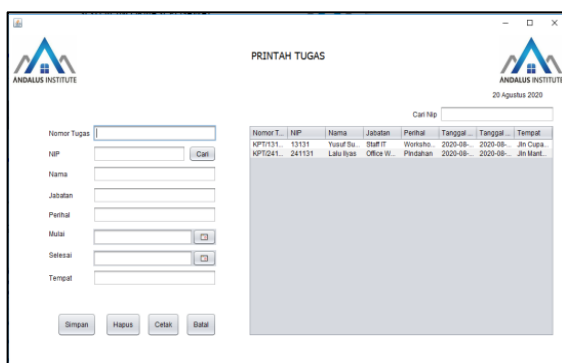 PRINTAH TUGAS
ANDALUS INSTITUTE
ANDALUS INSTITUTE
20 Agustus 2020
Cari Nip
Nomor Tugas
NIP Cari
Nama
Jabatan
Perihal
Mulai
Selesai
Tempat
Simpan Hapus Cetak Batal
Nomor T... NIP Nama Jabatan Perihal Tanggal ... Tanggal ... Tempat
KPT/131... 13131 Yusuf Su... Staff IT Worksho... 2020-08-... 2020-08-... Jln Cupa...
KPT/241... 241131 Lalu Ilyas Office W... Pindahan 2020-08-... 2020-08-... Jln Mant...